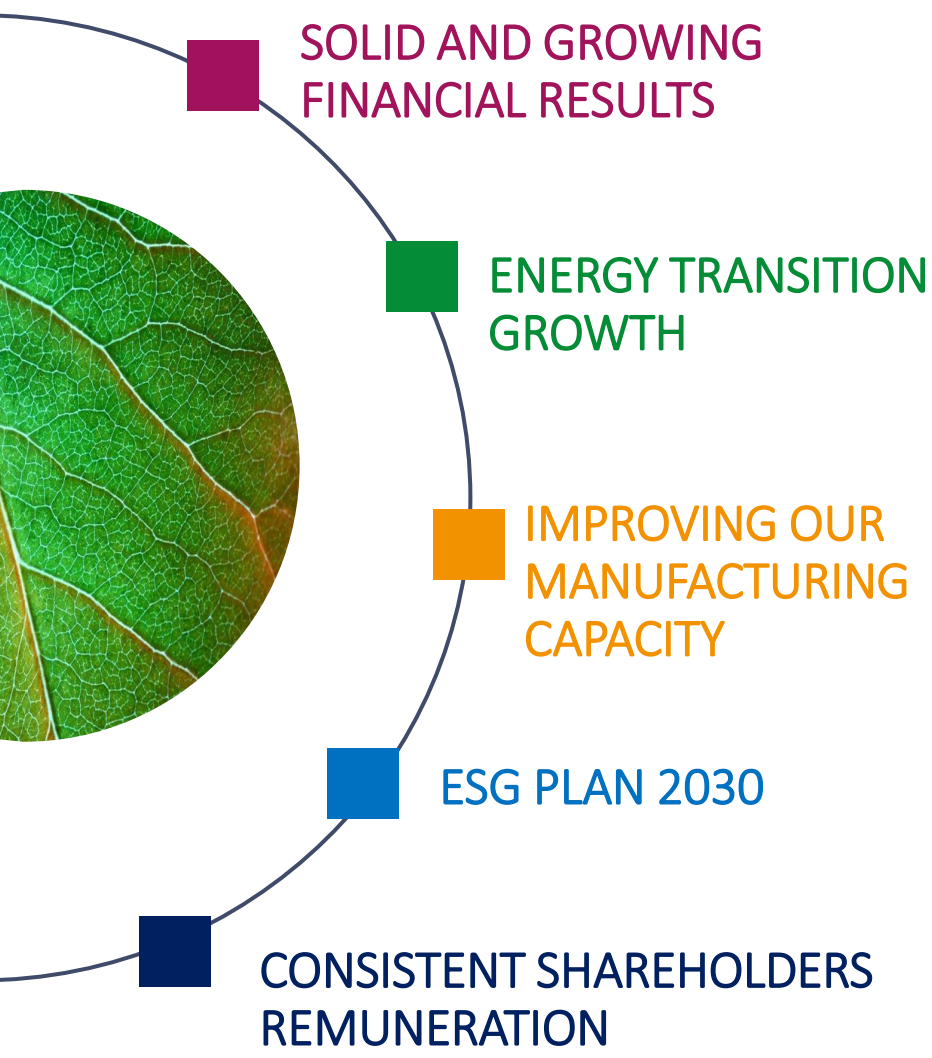 SOLID AND GROWING
FINANCIAL RESULTS
ENERGY TRANSITION
GROWTH
IMPROVING OUR
MANUFACTURING
CAPACITY
ESG PLAN 2030
CONSISTENT SHAREHOLDERS
REMUNERATION